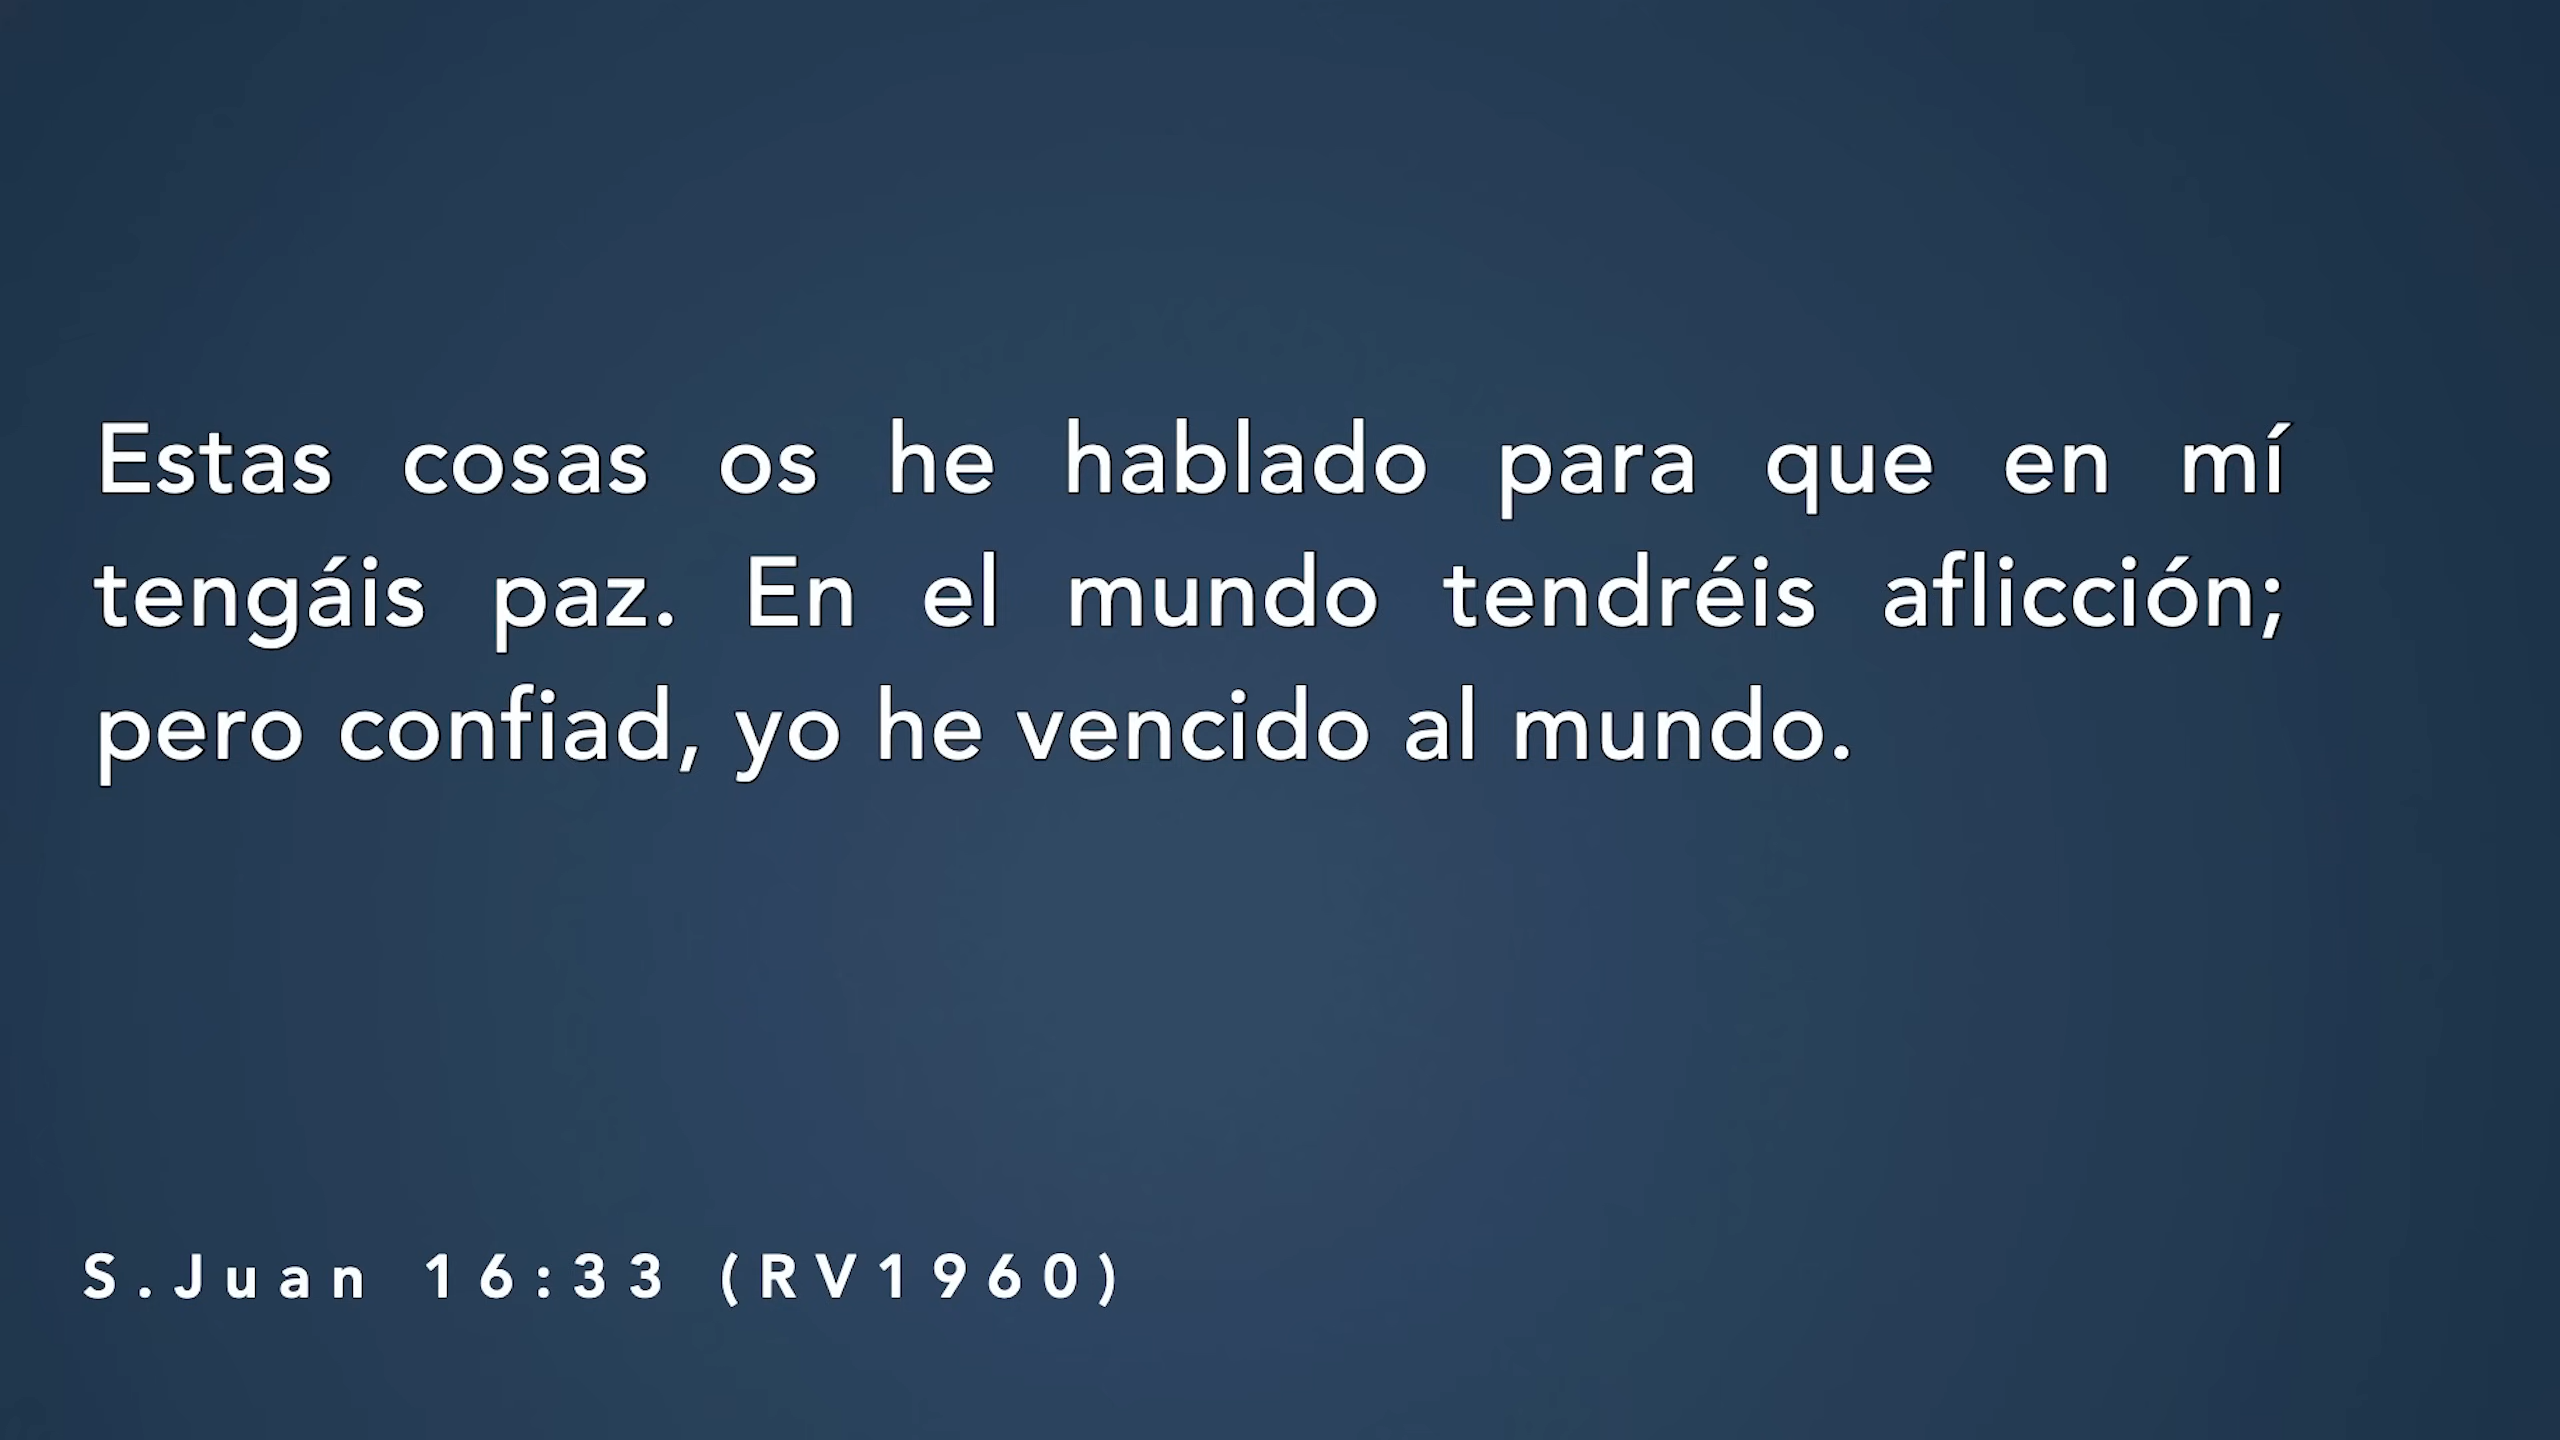 Estas cosas os he hablado para que en mí
tengáis paz. En el mundo tendréis aflicción;
pero confiad, yo he vencido al mundo.
S.Juan 16:33 (RV1960)